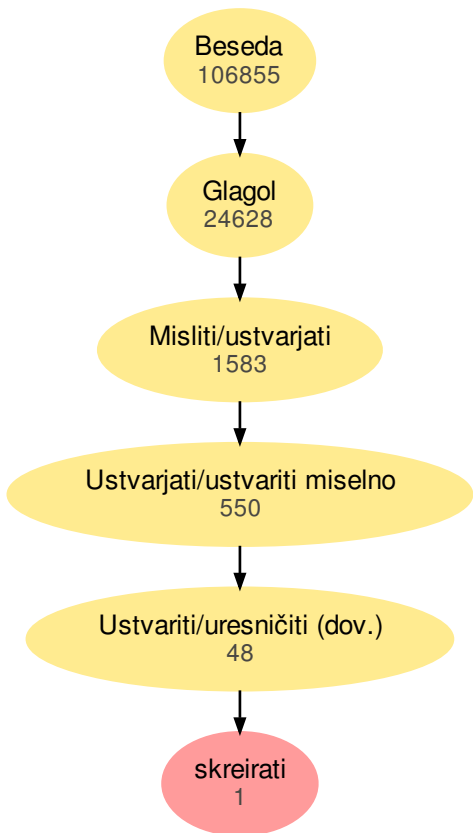 Beseda
106855
Glagol
24628
Misliti/ustvarjati
1583
Ustvarjati/ustvariti miselno
550
Ustvariti/uresničiti (dov.)
48
skreirati
1